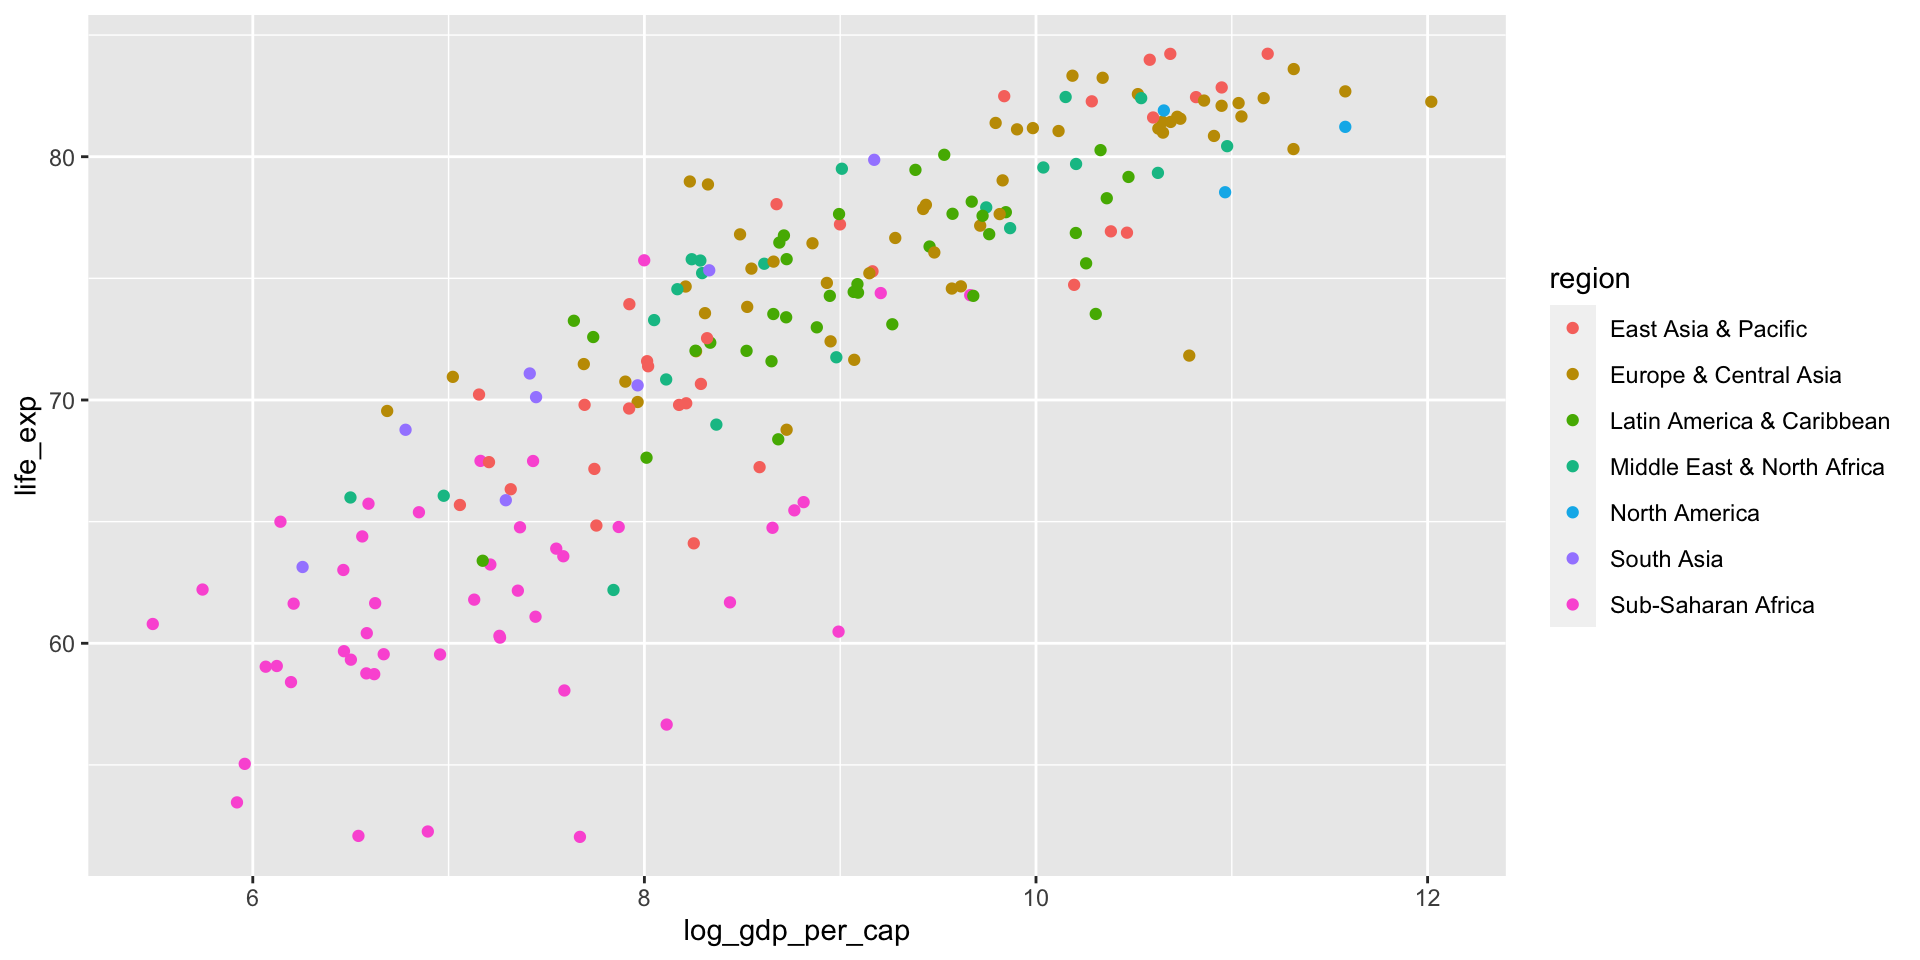 80
70
60
life_exp
6
8
10
12
log_gdp_per_cap
region
East Asia & Pacific
Europe & Central Asia
Latin America & Caribbean
Middle East & North Africa
North America
South Asia
Sub-Saharan Africa